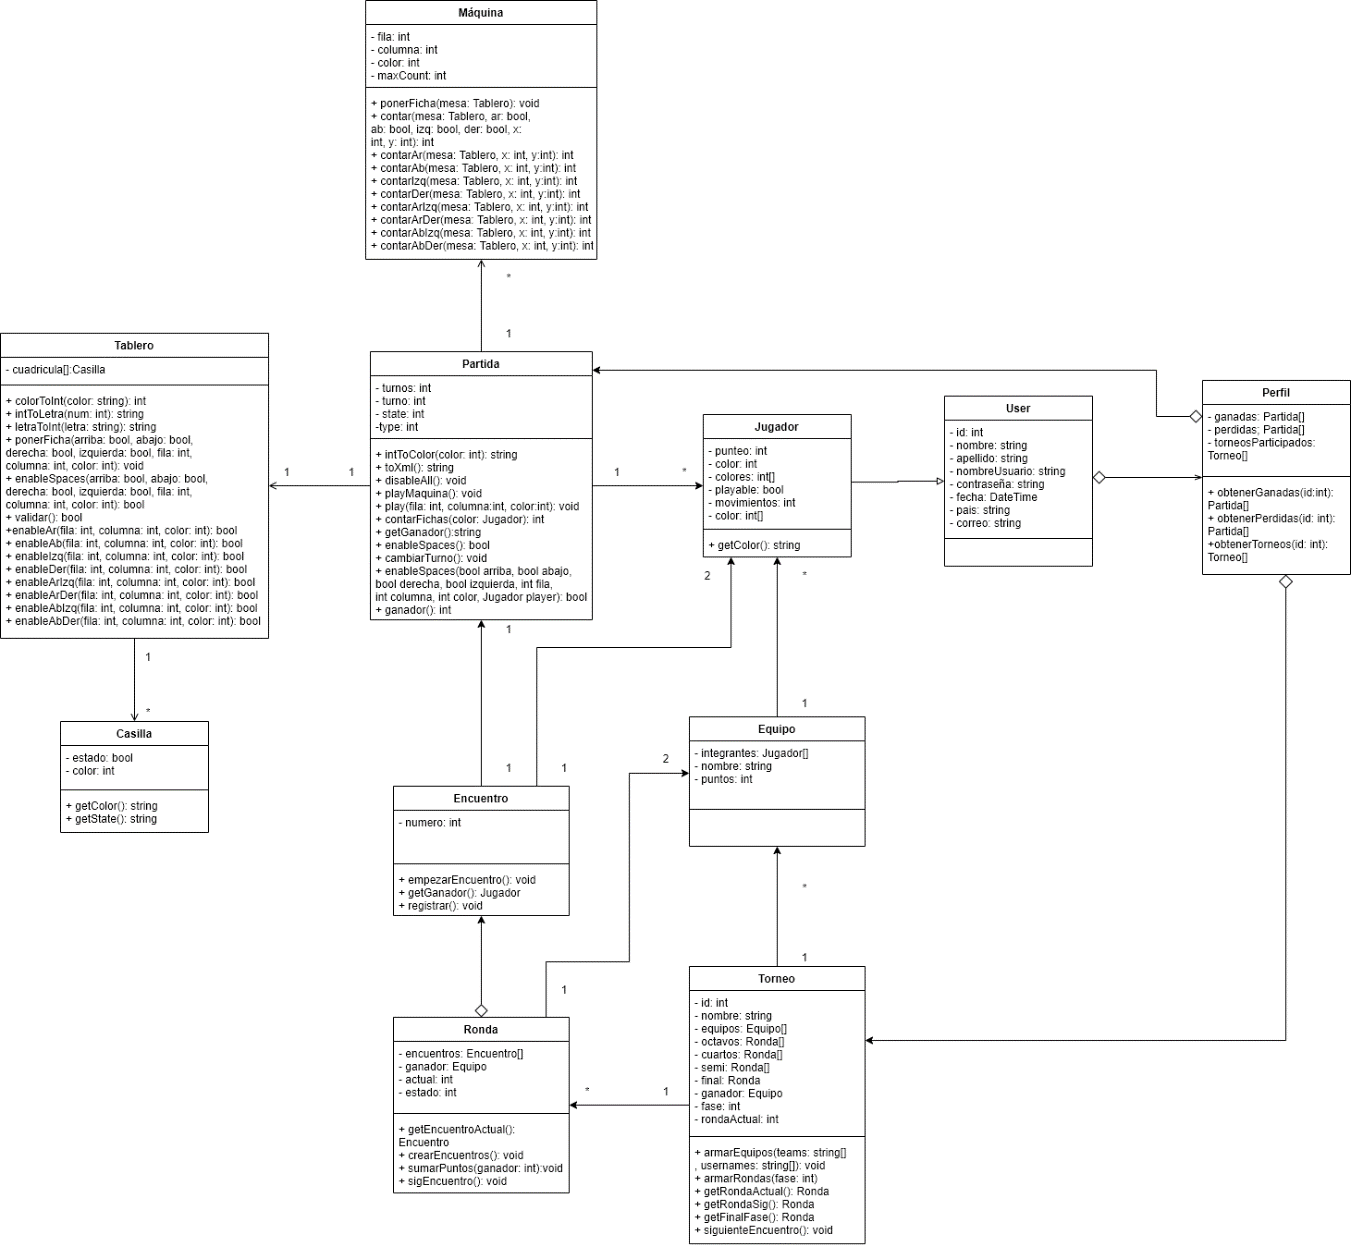 Máquina
- fila: int
- columna: int
- color: int
- maxCount: int
+ ponerFicha(mesa: Tablero): void
+ contar(mesa: Tablero, ar: bool,
ab: bool, izq: bool, der: bool, x:
int, y: int): int
+ contarAr(mesa: Tablero, x: int, y:int): int
+ contarAb(mesa: Tablero, x: int, y:int): int
+ contarIzq(mesa: Tablero, x: int, y:int): int
+ contarDer(mesa: Tablero, x: int, y:int): int
+ contarArIzq(mesa: Tablero, x: int, y:int): int
+ contarArDer(mesa: Tablero, x: int, y:int): int
+ contarAbIzq(mesa: Tablero, x: int, y:int): int
+ contarAbDer(mesa: Tablero, x: int, y:int): int
*
1
Tablero
- cuadricula[]:Casilla
+ colorToInt(color: string): int
+ intToLetra(num: int): string
+ letraToInt(letra: string): string
+ ponerFicha(arriba: bool, abajo: bool,
derecha: bool, izquierda: bool, fila: int,
columna: int, color: int): void
+ enableSpaces(arriba: bool, abajo: bool,
derecha: bool, izquierda: bool, fila: int,
columna: int, color: int): bool
+ validar(): bool
+enableAr(fila: int, columna: int, color: int): bool
+ enableAb(fila: int, columna: int, color: int): bool
+ enableIzq(fila: int, columna: int, color: int): bool
+ enableDer(fila: int, columna: int, color: int): bool
+ enableArIzq(fila: int, columna: int, color: int): bool
+ enableArDer(fila: int, columna: int, color: int): bool
+ enableAbIzq(fila: int, columna: int, color: int): bool
+ enableAbDer(fila: int, columna: int, color: int): bool
1
1
Partida
- turnos: int
- turno: int
- state: int
-type: int
+ intToColor(color: int): string
+ toXml(): string
+ disableAll(): void
+ playMaquina(): void
+ play(fila: int, columna:int, color:int): void
+ contarFichas(color: Jugador): int
+ getGanador():string
+ enableSpaces(): bool
+ cambiarTurno(): void
+ enableSpaces(bool arriba, bool abajo,
bool derecha, bool izquierda, int fila,
int columna, int color, Jugador player): bool
+ ganador(): int
1
*
Jugador
- punteo: int
- color: int
- colores: int[]
- playable: bool
- movimientos: int
- color: int[]
+ getColor(): string
User
- id: int
- nombre: string
- apellido: string
- nombreUsuario: string
- contraseña: string
- fecha: DateTime
- pais: string
- correo: string
Perfil
- ganadas: Partida[]
- perdidas; Partida[]
- torneosParticipados:
Torneo[]
+ obtenerGanadas(id:int):
Partida[]
+ obtenerPerdidas(id: int):
Partida[]
+obtenerTorneos(id: int):
Torneo[]
2
*
1
1
*
Casilla
- estado: bool
- color: int
+ getColor(): string
+ getState(): string
1
1
1
Encuentro
- numero: int
+ empezarEncuentro(): void
+ getGanador(): Jugador
+ registrar(): void
2
1
Equipo
- integrantes: Jugador[]
- nombre: string
- puntos: int
*
1
1
Ronda
- encuentros: Encuentro[]
- ganador: Equipo
- actual: int
- estado: int
+ getEncuentroActual():
Encuentro
+ crearEncuentros(): void
+ sumarPuntos(ganador: int):void
+ sigEncuentro(): void
*
1
Torneo
- id: int
- nombre: string
- equipos: Equipo[]
- octavos: Ronda[]
- cuartos: Ronda[]
- semi: Ronda[]
- final: Ronda
- ganador: Equipo
- fase: int
- rondaActual: int
+ armarEquipos(teams: string[]
, usernames: string[]): void
+ armarRondas(fase: int)
+ getRondaActual(): Ronda
+ getRondaSig(): Ronda
+ getFinalFase(): Ronda
+ siguienteEncuentro(): void